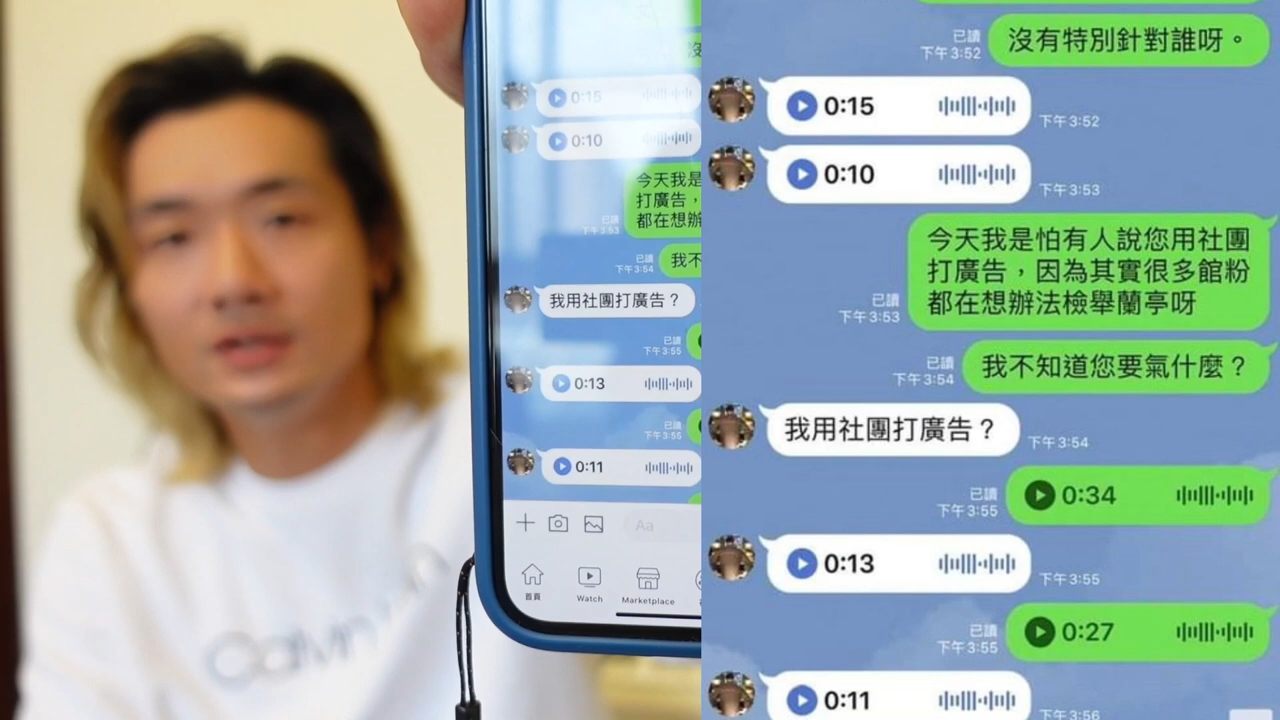 0:15
0:10
今天我是
打廣告，
都在想辦
已讀
下午3:53
已讀
下午3:54
我不
我用社團打廣告？
已讀
下午3:55
0:13
已讀
下午3:55
0:11
Aa
首頁
Watch
Marketplace
Calvin
沒有特別針對誰呀。
已讀
下午3:52
0:15
下午3:52
0:10
下午3:53
今天我是怕有人說您用社團
打廣告，因為其實很多館粉
都在想辦法檢舉蘭亭呀
已讀
下午3:53
我不知道您要氣什麼？
已讀
下午3:54
我用社團打廣告？
下午3:54
已讀
下午3:55
0:34
0:13
下午3:55
已讀
下午3:55
0:27
0:11
下午3:56